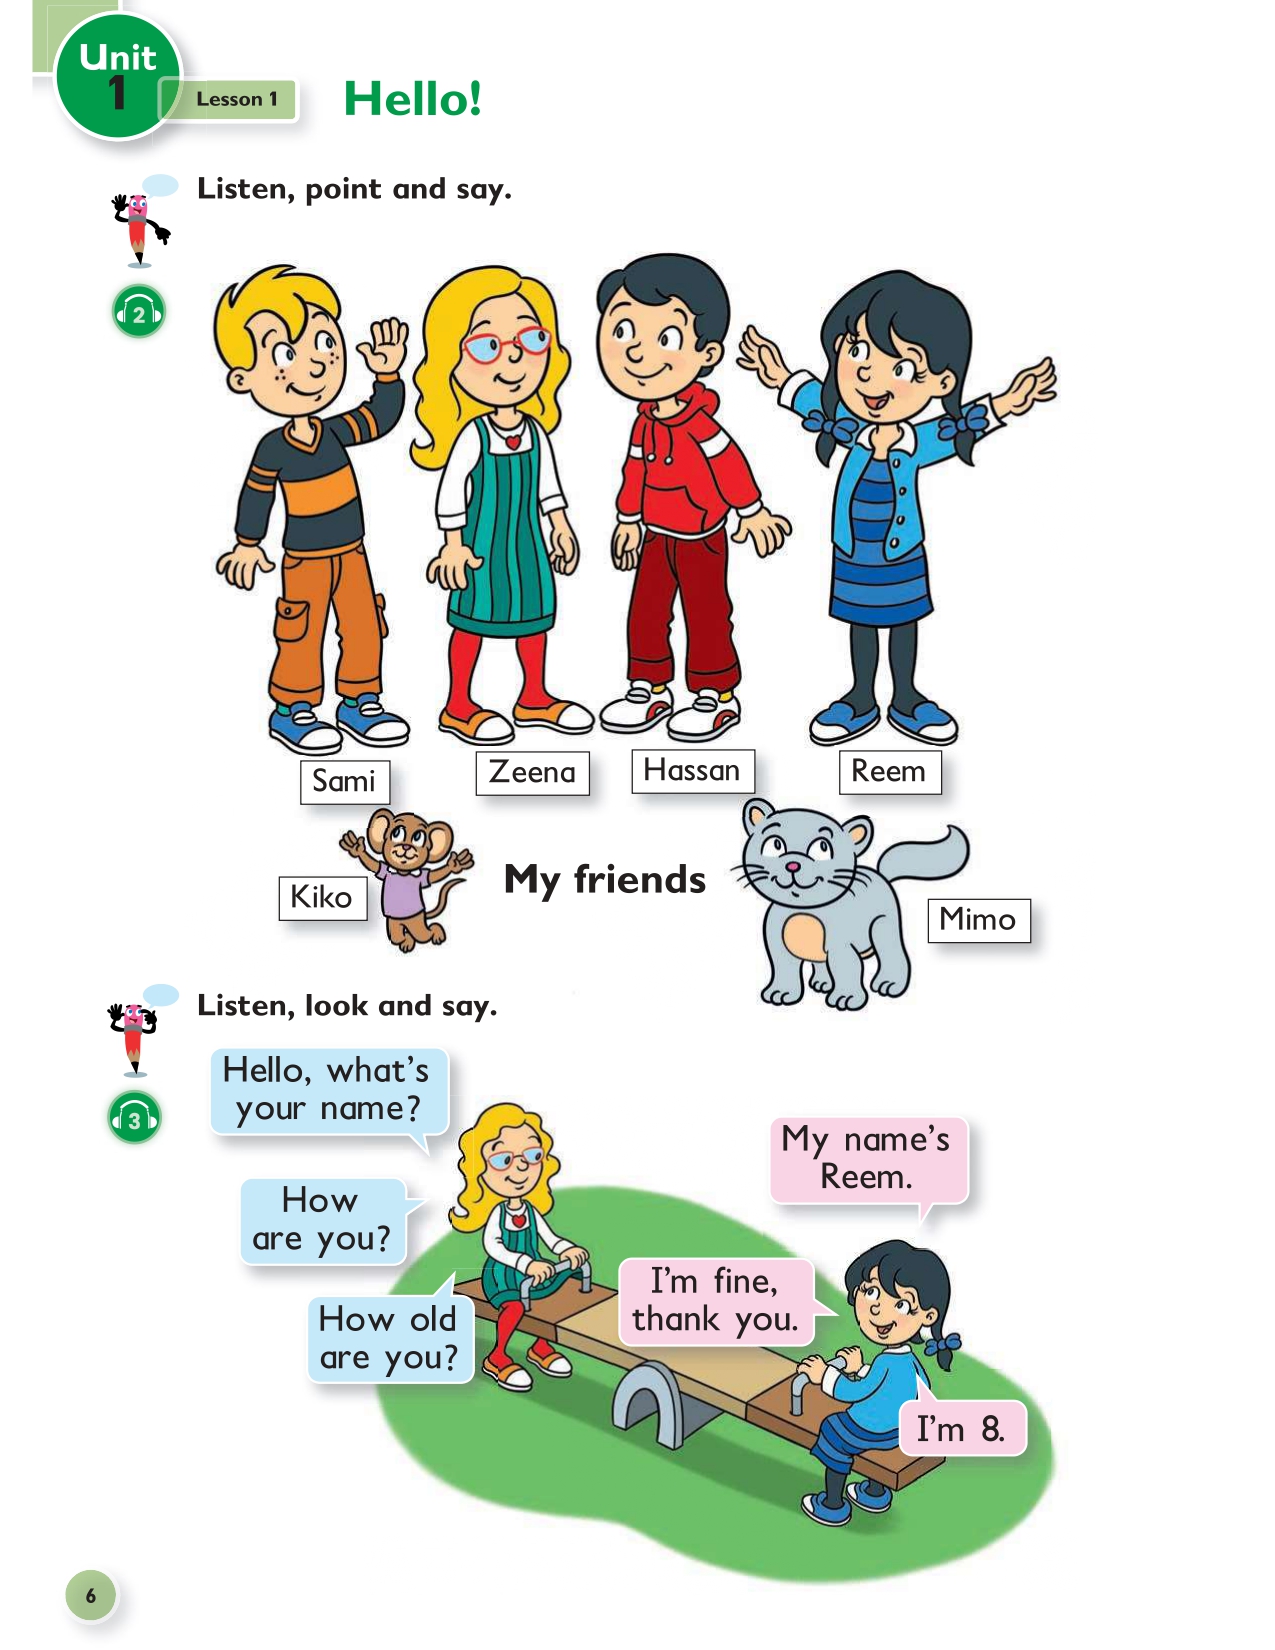 Unit
1
Lesson 1
Hello!
Listen, point and say.
2
Sami
Zeena
Hassan
Reem
Kiko
My friends
Mimo
Listen, look and say.
3
Hello, what's
your name?
My name's
Reem.
How
are you?
I'm fine,
thank you.
How old
are you?
I'm 8.
6